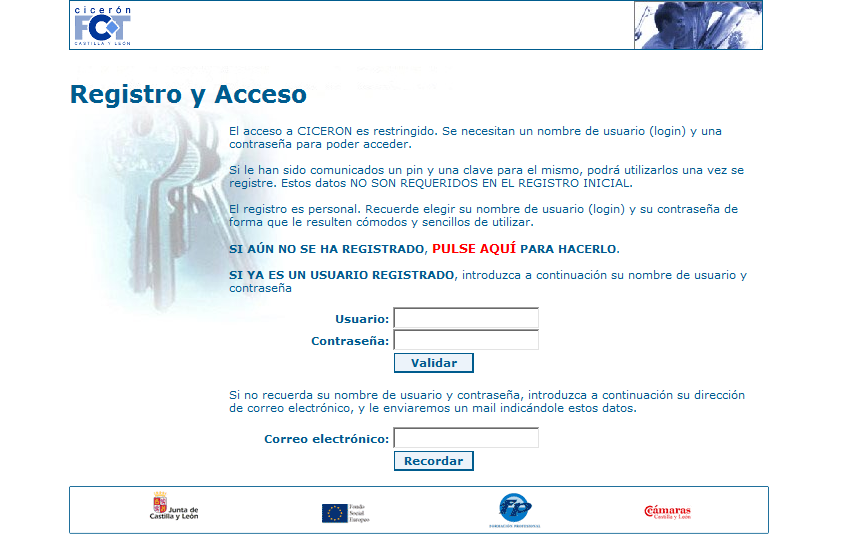 cicerón
FCT
CASTILLA Y LEÓN
Registro y Acceso
El acceso a CICERON es restringido. Se necesitan un nombre de usuario (login) y una
contraseña para poder acceder.
Si le han sido comunicados un pin y una clave para el mismo, podrá utilizarlos una vez se
registre. Estos datos NO SON REQUERIDOS EN EL REGISTRO INICIAL.
El registro es personal. Recuerde elegir su nombre de usuario (login) y su contraseña de
forma que le resulten cómodos y sencillos de utilizar.
SI AÚN NO SE HA REGISTRADO, PULSE AQUÍ PARA HACERLO.
SI YA ES UN USUARIO REGISTRADO, introduzca a continuación su nombre de usuario y
contraseña
Usuario:
Contraseña:
Validar
Si no recuerda su nombre de usuario y contraseña, introduzca a continuación su dirección
de correo electrónico, y le enviaremos un mail indicándole estos datos.
Correo electrónico:
Recordar
Junta de
Castilla y León
Fondo
Social
Europeo
FP
FORMACIÓN PROFESIONAL
Cámaras
Castilla y León